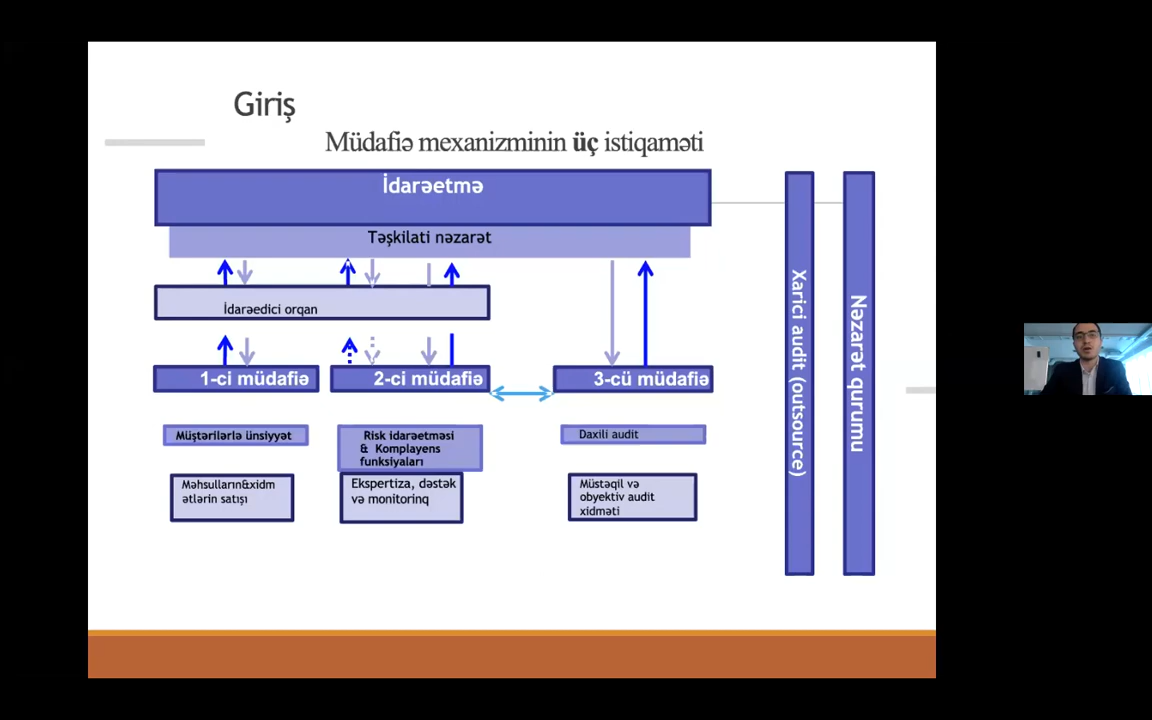 Giriş
Müdafiə mexanizminin üç istiqaməti
İdarəetmə
Təşkilati nəzarət
İdarəedici orqan
1-ci müdafiə
2-ci müdafiə
3-cü müdafiə
Müştərilərlə ünsiyyət
Risk idarəetməsi
& Komplayens
funksiyaları
Daxili audit
Məhsulların&xidm
ətlərin satışı
Ekspertiza, dəstək
və monitorinq
Müstəqil və
obyektiv audit
xidməti
Xarici audit (outsource)
Nəzarət qurumu